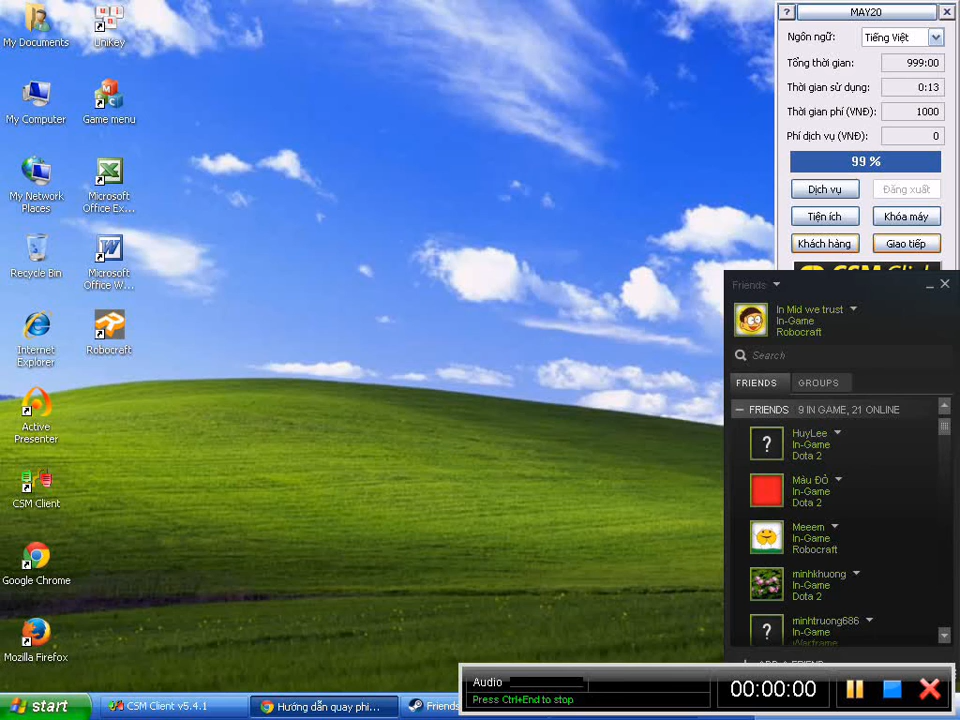 My Documents
UniKey
My Computer
Game menu
My Network
Places
Microsoft
Office Ex...
Recycle Bin
Microsoft
Office W...
Internet
Explorer
Robocraft
Active
Presenter
CSM Client
Google Chrome
Mozilla Firefox
? MAY20
Ngôn ngữ: Tiếng Việt
Tổng thời gian: 999:00
Thời gian sử dụng: 0:13
Thời gian phí (VNĐ): 1000
Phí dịch vụ (VNĐ): 0
99 %
Dịch vụ Đăng xuất
Tiện ích Khóa máy
Khách hàng Giao tiếp
Friends
In Mid we trust
In-Game
Robocraft
Search
FRIENDS GROUPS
FRIENDS 9 IN GAME, 21 ONLINE
?
HuyLee
In-Game
Dota 2
Màu ĐỎ
In-Game
Dota 2
Meeem
In-Game
Robocraft
minhkhuong
In-Game
Dota 2
?
minhtruong686
In-Game
Warframe
Audio
Press Ctrl+End to stop
00:00:00
start
CSM Client v5.4.1
Hướng dẫn quay phi...
Friends